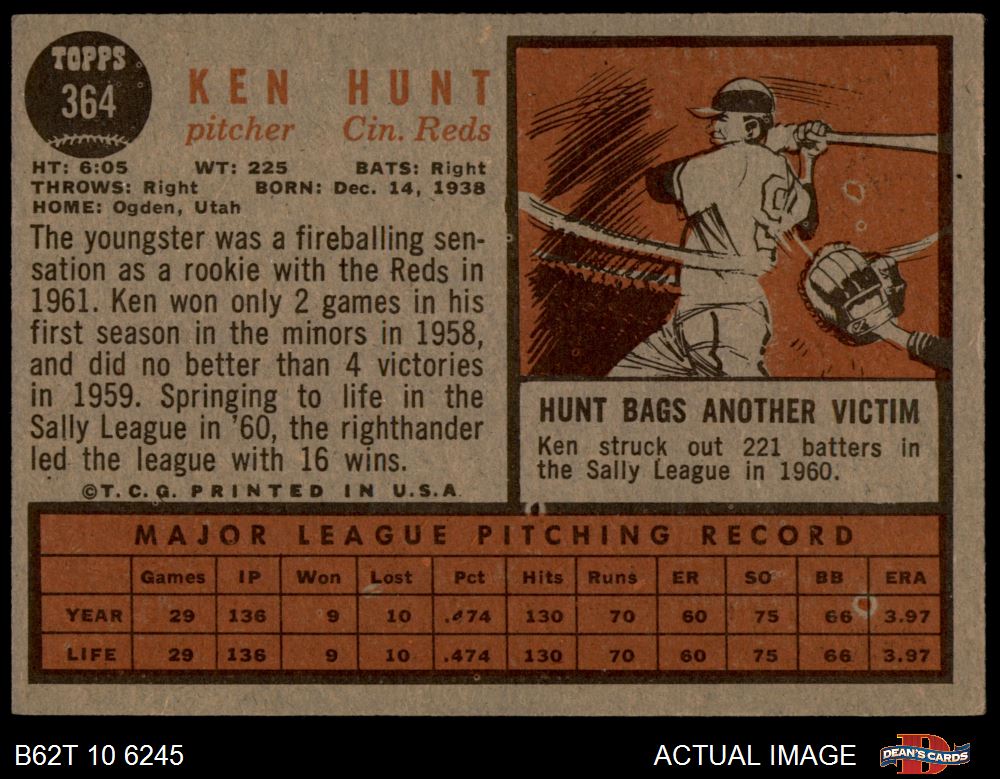 TOPPS
364
KEN HUNT
pitcher Cin. Reds
HT: 6:05 WT: 225 BATS: Right
THROWS: Right BORN: Dec. 14, 1938
HOME: Ogden, Utah
The youngster was a fireballing sen-
sation as a rookie with the Reds in
1961. Ken won only 2 games in his
first season in the minors in 1958,
and did no better than 4 victories
in 1959. Springing to life in the
Sally League in '60, the righthander
led the league with 16 wins.
©T.C.G. PRINTED IN U.S.A.
HUNT BAGS ANOTHER VICTIM
Ken struck out 221 batters in
the Sally League in 1960.
MAJOR LEAGUE PITCHING RECORD
Games IP Won Lost Pct Hits Runs ER SO BB ERA
YEAR 29 136 9 10 .474 130 70 60 75 66 3.97
LIFE 29 136 9 10 .474 130 70 60 75 66 3.97
B62T 10 6245 ACTUAL IMAGE DEAN'S CARDS